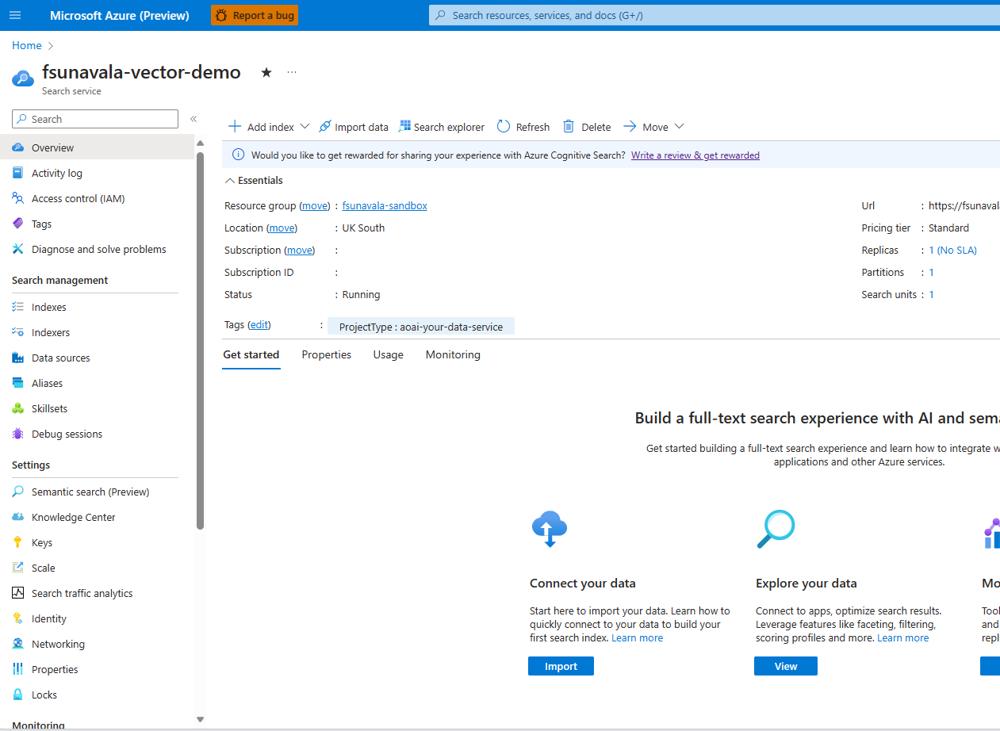 Microsoft Azure (Preview)
Report a bug
Search resources, services, and docs (G+/)
Home
fsunavala-vector-demo
Search service
Search
Overview
Activity log
Access control (IAM)
Tags
Diagnose and solve problems
Search management
Indexes
Indexers
Data sources
Aliases
Skillsets
Debug sessions
Settings
Semantic search (Preview)
Knowledge Center
Keys
Scale
Search traffic analytics
Identity
Networking
Properties
Locks
Monitoring
Add index
Import data
Search explorer
Refresh
Delete
Move
Would you like to get rewarded for sharing your experience with Azure Cognitive Search? Write a review & get rewarded
Essentials
Resource group (move) : fsunavala-sandbox
Location (move) : UK South
Subscription (move) :
Subscription ID :
Status : Running
Tags (edit) : ProjectType : aoai-your-data-service
Url : https://fsunaval
Pricing tier : Standard
Replicas : 1 (No SLA)
Partitions : 1
Search units : 1
Get started
Properties
Usage
Monitoring
Build a full-text search experience with AI and sema
Get started building a full-text search experience and learn how to integrate w
applications and other Azure services.
Connect your data
Start here to import your data. Learn how to
quickly connect to your data to build your
first search index. Learn more
Import
Explore your data
Connect to apps, optimize search results.
Leverage features like faceting, filtering,
scoring profiles and more. Learn more
View
Mo
Tool
and
repl